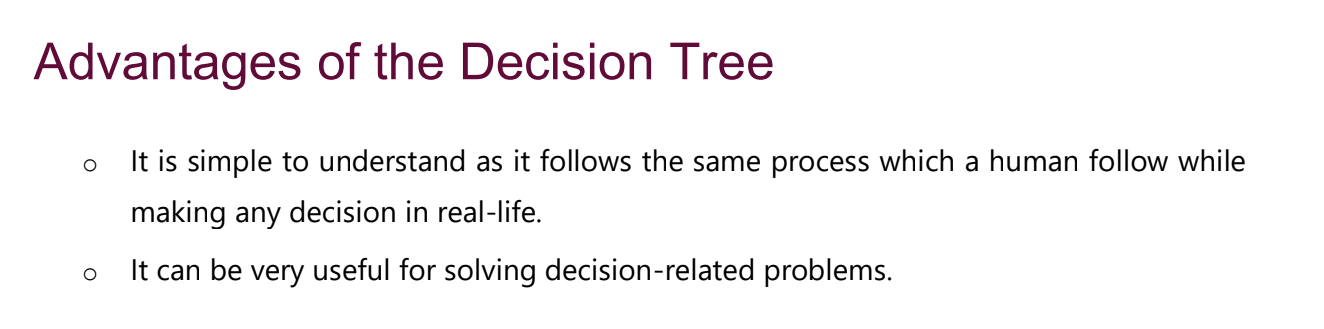 Advantages of the Decision Tree
o It is simple to understand as it follows the same process which a human follow while
making any decision in real-life.
o It can be very useful for solving decision-related problems.